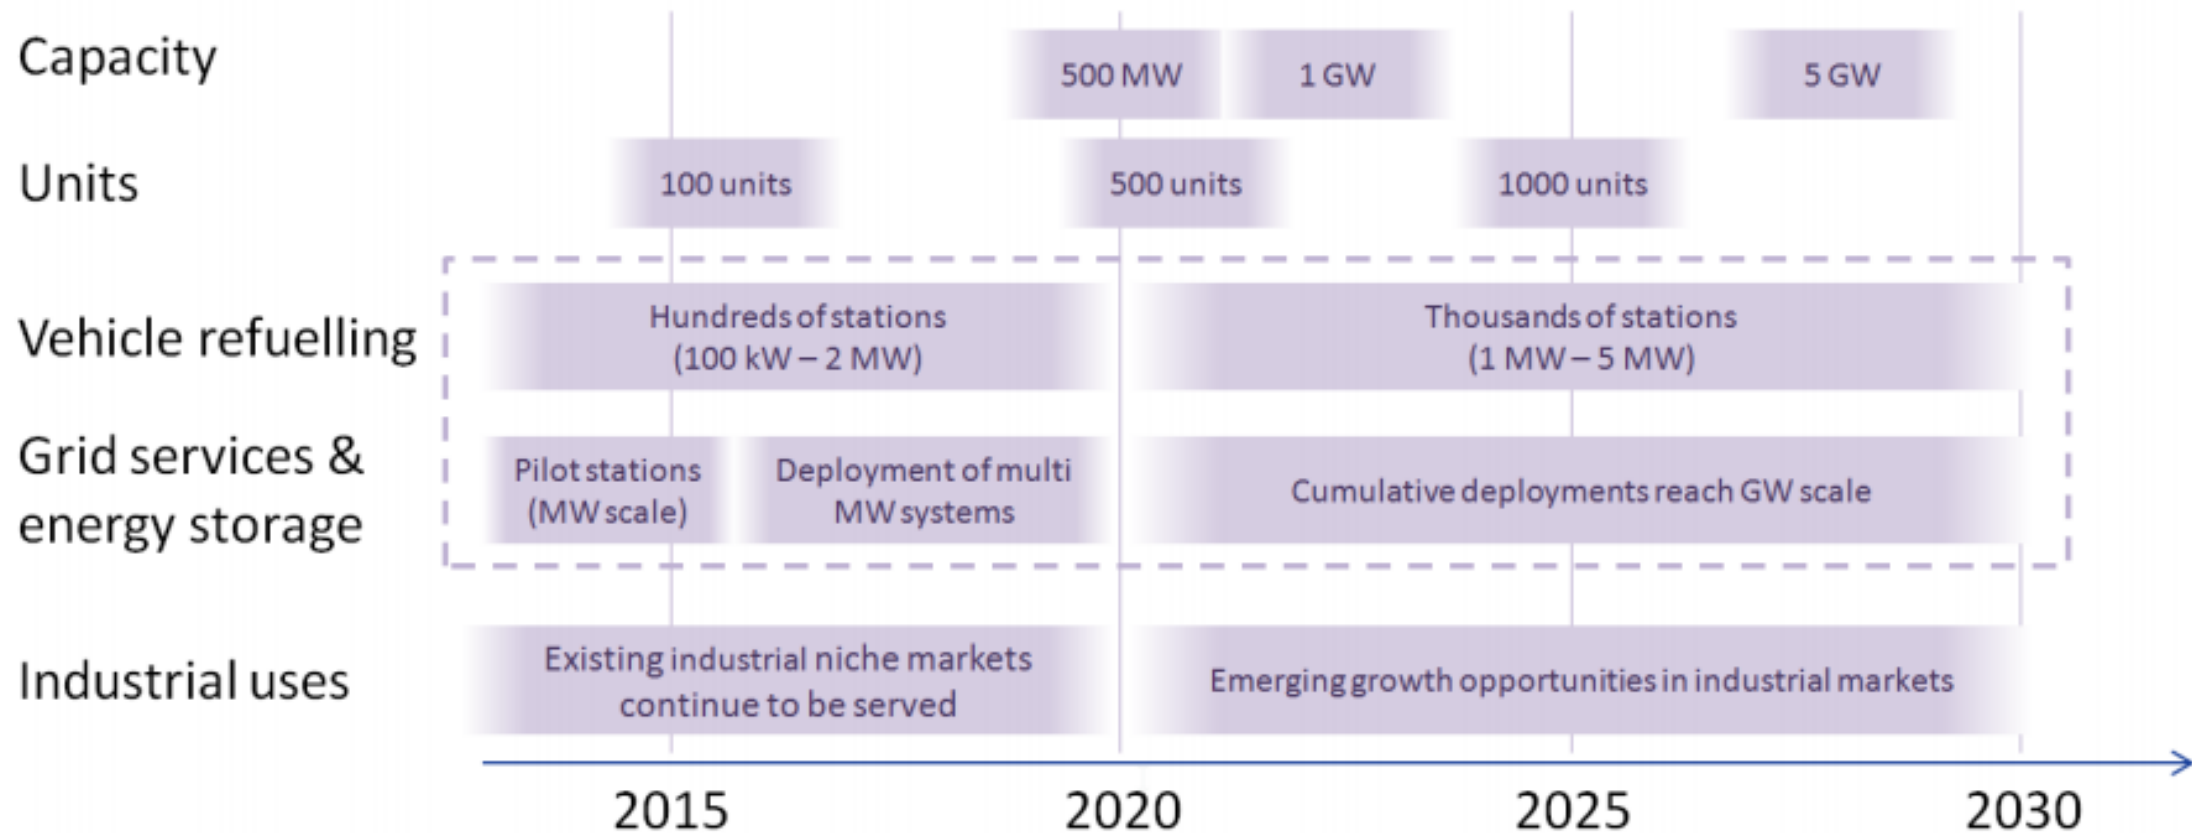 Capacity
500 MW
1 GW
5 GW
Units
100 units
500 units
1000 units
Vehicle refuelling
Hundreds of stations
(100 kW – 2 MW)
Thousands of stations
(1 MW – 5 MW)
Grid services &
energy storage
Pilot stations
(MW scale)
Deployment of multi
MW systems
Cumulative deployments reach GW scale
Industrial uses
Existing industrial niche markets
continue to be served
Emerging growth opportunities in industrial markets
2015
2020
2025
2030